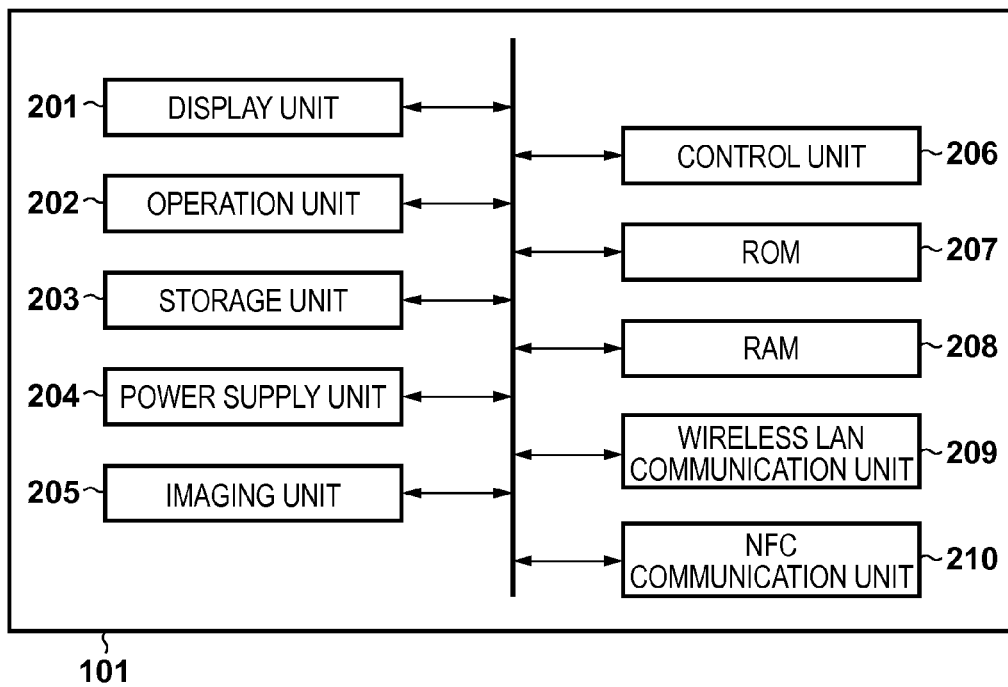 201 DISPLAY UNIT
202 OPERATION UNIT
203 STORAGE UNIT
204 POWER SUPPLY UNIT
205 IMAGING UNIT
CONTROL UNIT 206
ROM 207
RAM 208
WIRELESS LAN
COMMUNICATION UNIT 209
NFC
COMMUNICATION UNIT 210
101